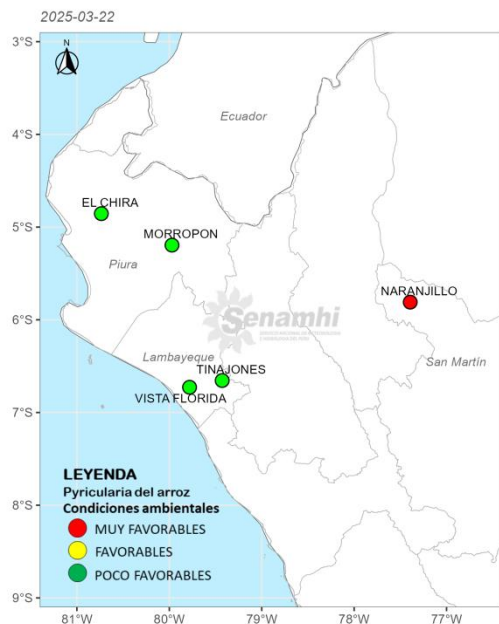 2025-03-22
3°S
N
Ecuador
4°S
EL CHIRA
5°S
MORROPON
Piura
NARANJILLO
6°S
Senamhi
San Martín
Lambayeque
TINAJONES
VISTA FLORIDA
7°S
LEYENDA
Pyricularia del arroz
Condiciones ambientales
MUY FAVORABLES
FAVORABLES
POCO FAVORABLES
8°S
9°S
81°W
80°W
79°W
78°W
77°W